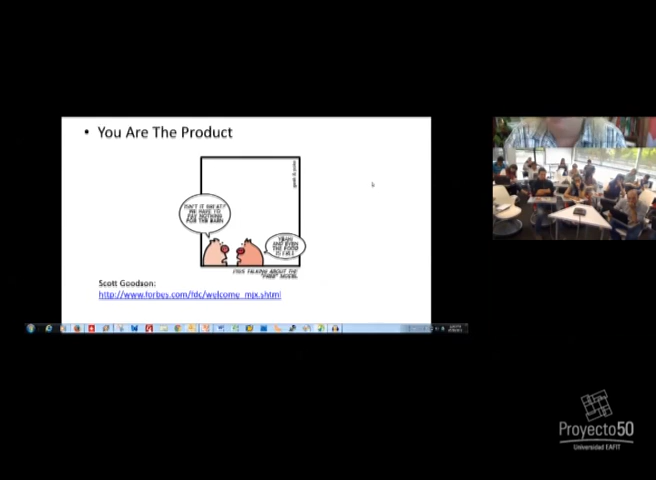 • You Are The Product
geek & poke
ISN'T IT GREAT?
WE HAVE TO
PAY NOTHING
FOR THE BARN
YEAH!
AND EVEN
THE FOOD
IS FREE
PIGS TALKING ABOUT THE
"FREE" MODEL
Scott Goodson:
http://www.forbes.com/fdc/welcome_mjx.shtml
Proyecto50
Universidad EAFIT